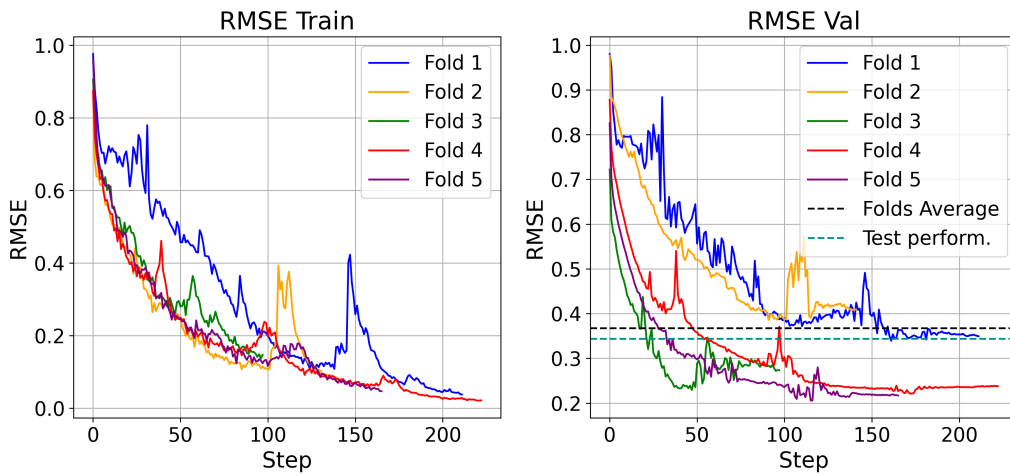 RMSE Train
RMSE
1.0
0.8
0.6
0.4
0.2
0.0
0
50
100
150
200
Step
Fold 1
Fold 2
Fold 3
Fold 4
Fold 5
RMSE Val
RMSE
1.0
0.9
0.8
0.7
0.6
0.5
0.4
0.3
0.2
0
50
100
150
200
Step
Fold 1
Fold 2
Fold 3
Fold 4
Fold 5
Folds Average
Test perform.